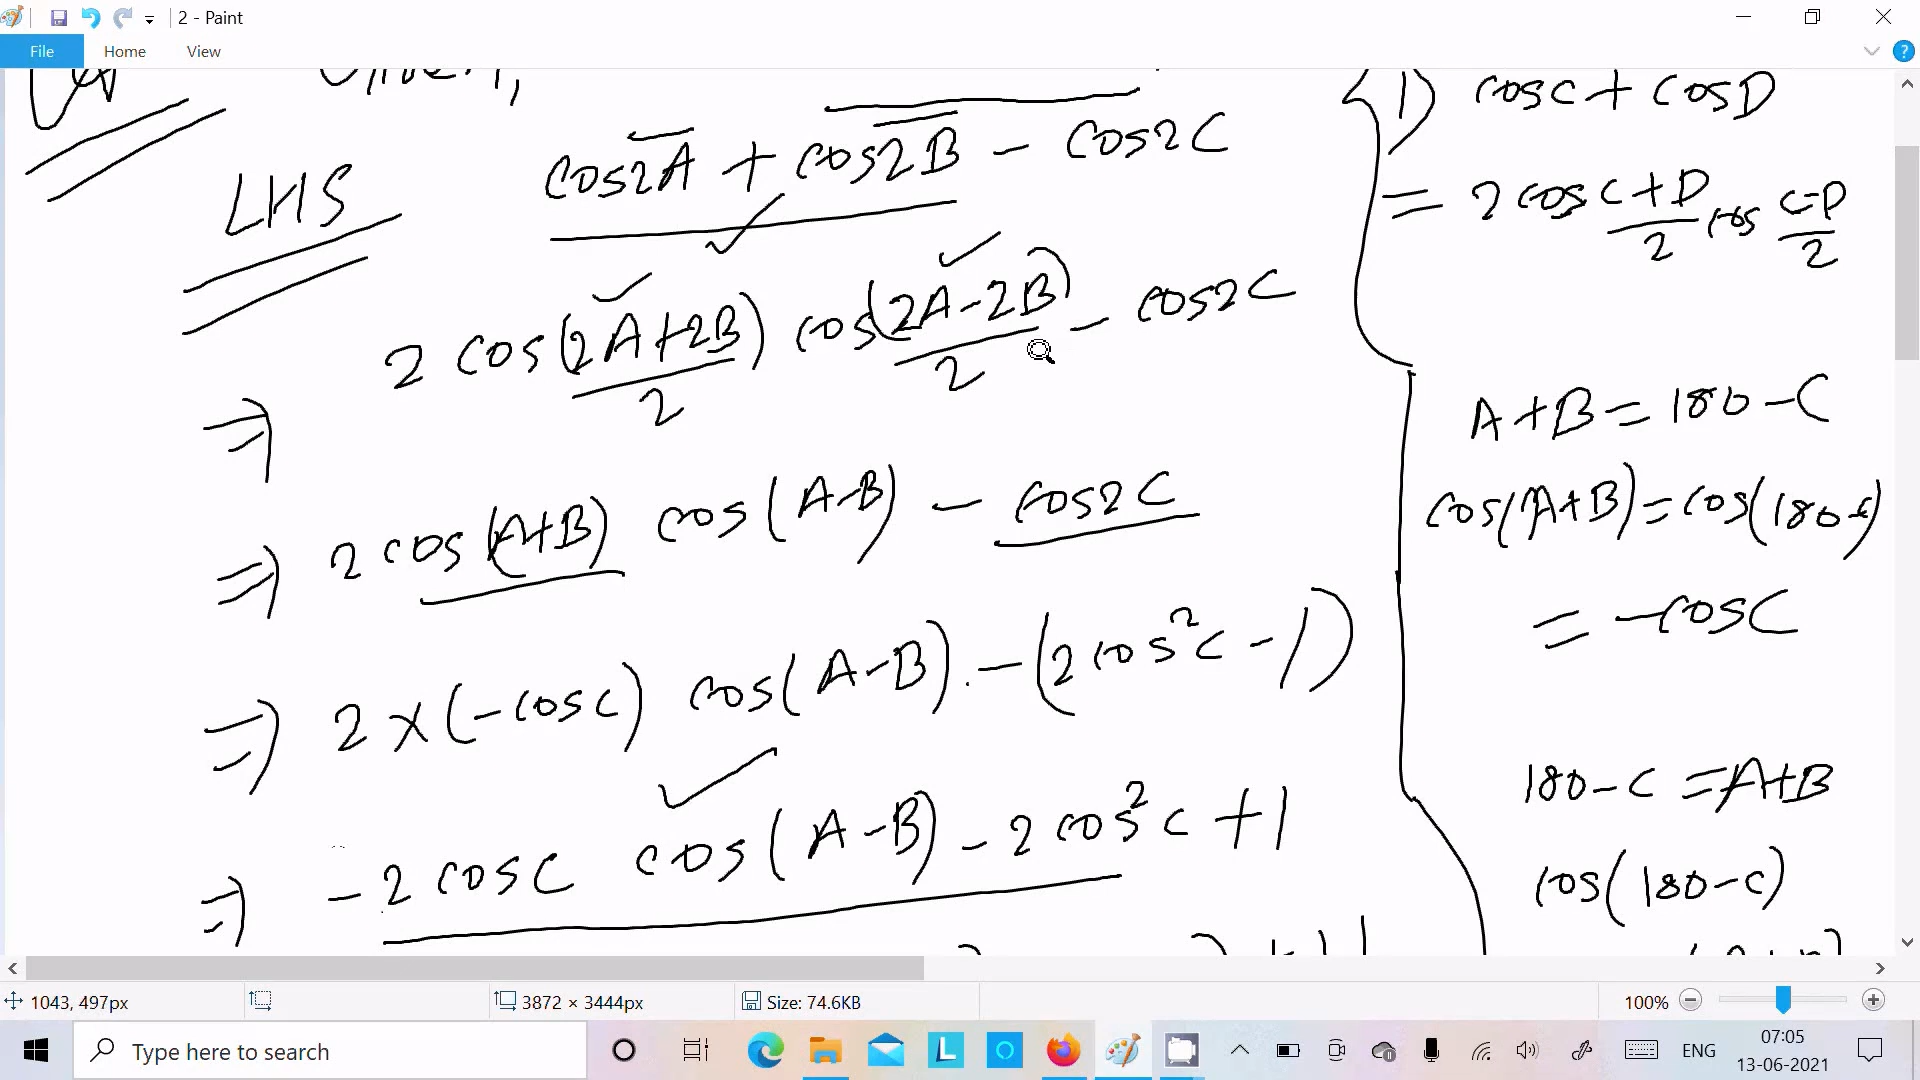 2 - Paint
File Home View
LHS cos2A + cos2B - cos2C
⇒ 2 cos(2A+2B)/2 cos(2A-2B)/2 - cos2C
⇒ 2 cos(A+B) cos(A-B) - cos2C
⇒ 2 × (-cosC) cos(A-B) - (2cos²C - 1)
⇒ -2 cosC cos(A-B) - 2cos²C + 1
1) cosC + cosD
= 2 cos C+D/2 cos C-D/2
A+B = 180-C
cos(A+B) = cos(180-C)
= -cosC
180-C = A+B
cos(180-C)
1043, 497px 3872 × 3444px Size: 74.6KB 100%
Type here to search ENG 07:05
13-06-2021